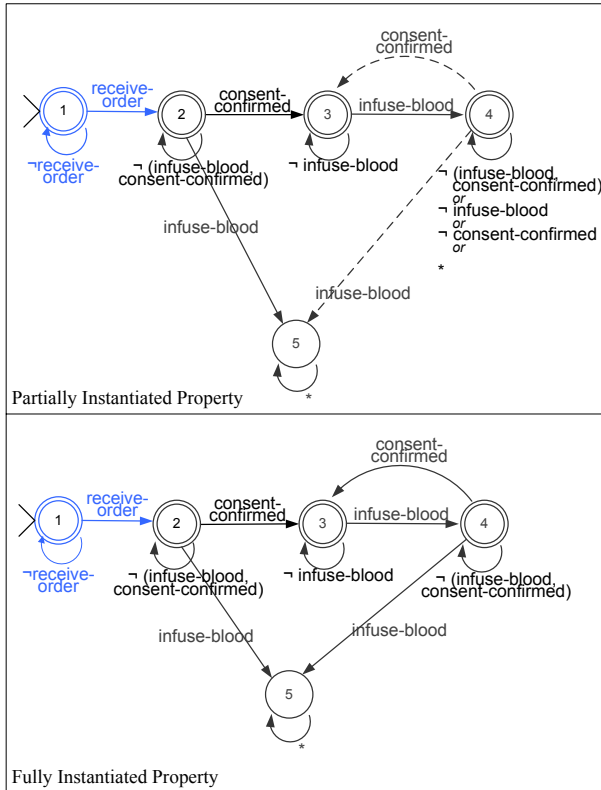 consent-
confirmed
receive-
order
consent-
confirmed
infuse-blood
1
2
3
4
¬receive-
order
¬ (infuse-blood,
consent-confirmed)
¬ infuse-blood
¬ (infuse-blood,
consent-confirmed)
or
¬ infuse-blood
or
¬ consent-confirmed
or
*
infuse-blood
infuse-blood
5
*
Partially Instantiated Property
consent-
confirmed
receive-
order
consent-
confirmed
infuse-blood
1
2
3
4
¬receive-
order
¬ (infuse-blood,
consent-confirmed)
¬ infuse-blood
¬ (infuse-blood,
consent-confirmed)
infuse-blood
infuse-blood
5
*
Fully Instantiated Property